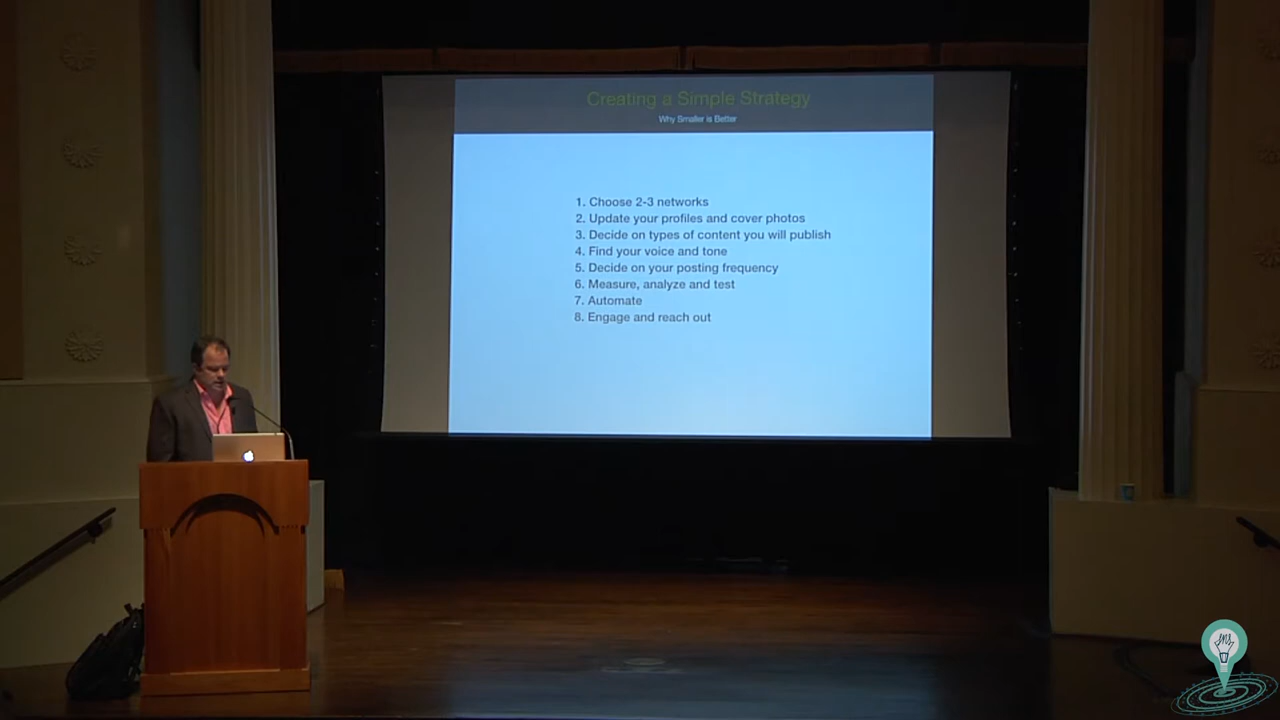 Creating a Simple Strategy
Why Smaller is Better
1. Choose 2-3 networks
2. Update your profiles and cover photos
3. Decide on types of content you will publish
4. Find your voice and tone
5. Decide on your posting frequency
6. Measure, analyze and test
7. Automate
8. Engage and reach out